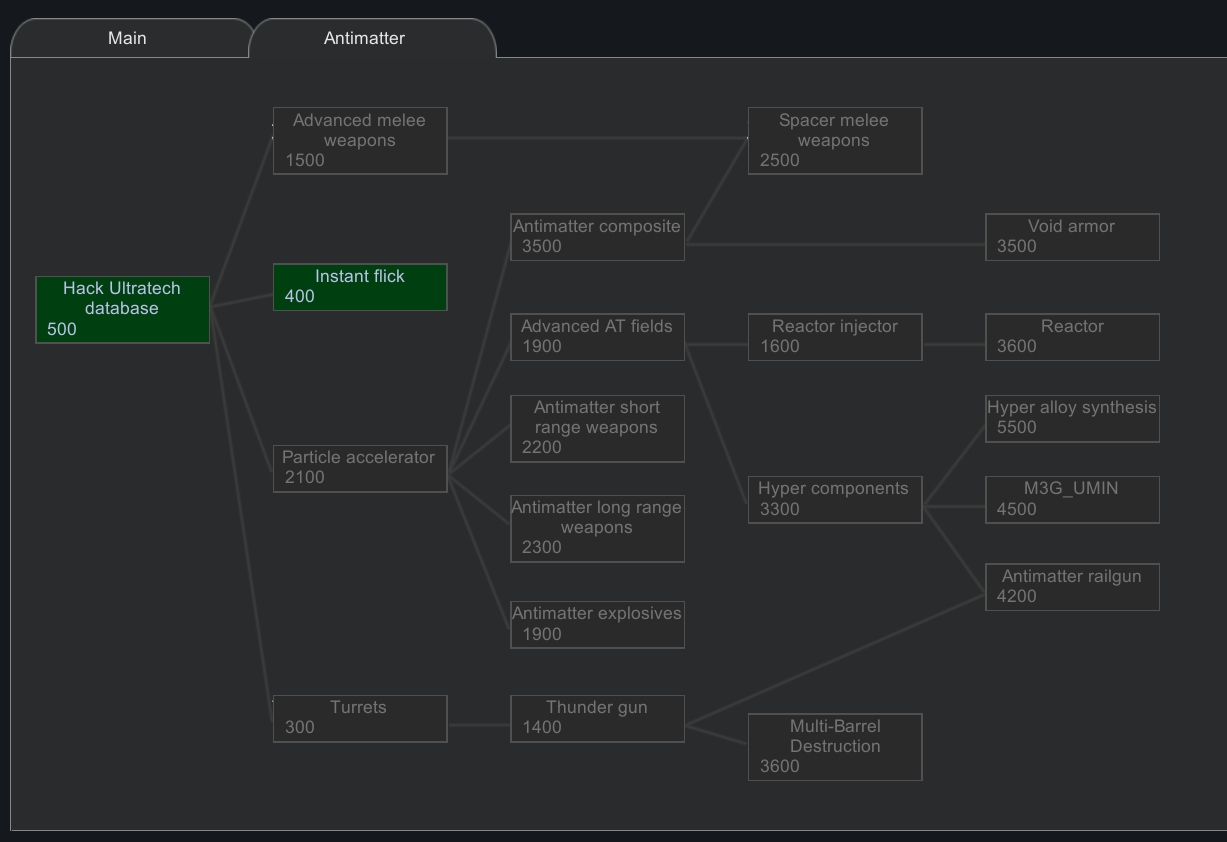 Main
Antimatter
Advanced melee
weapons
1500
Spacer melee
weapons
2500
Antimatter composite
3500
Void armor
3500
Hack Ultratech
database
500
Instant flick
400
Advanced AT fields
1900
Reactor injector
1600
Reactor
3600
Antimatter short
range weapons
2200
Hyper alloy synthesis
5500
Particle accelerator
2100
Hyper components
3300
M3G_UMIN
4500
Antimatter long range
weapons
2300
Antimatter railgun
4200
Antimatter explosives
1900
Turrets
300
Thunder gun
1400
Multi-Barrel
Destruction
3600